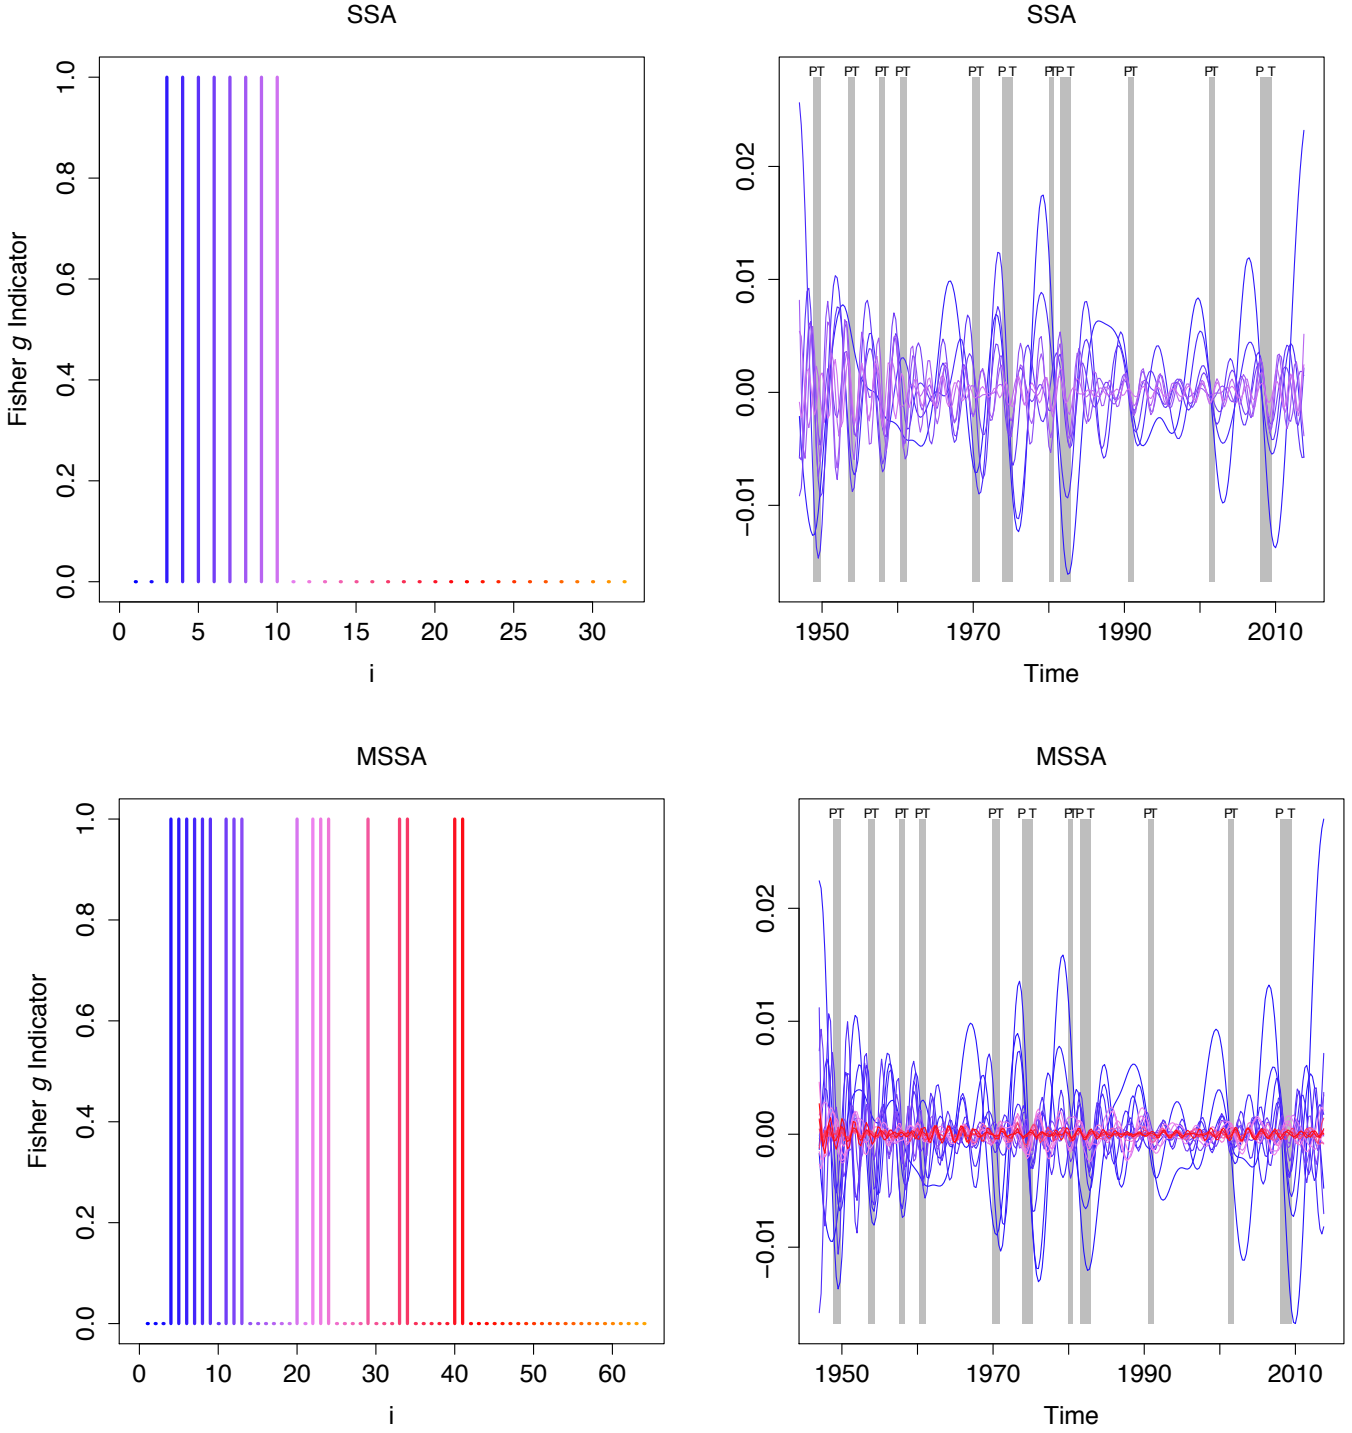 SSA
Fisher g Indicator
1.0
0.8
0.6
0.4
0.2
0.0
0 5 10 15 20 25 30
i
SSA
PT PT PT PT PT P T PTP T PT PT P T
0.02
0.01
0.00
−0.01
1950 1970 1990 2010
Time
MSSA
Fisher g Indicator
1.0
0.8
0.6
0.4
0.2
0.0
0 10 20 30 40 50 60
i
MSSA
PT PT PT PT PT P T PTP T PT PT P T
0.02
0.01
0.00
−0.01
1950 1970 1990 2010
Time